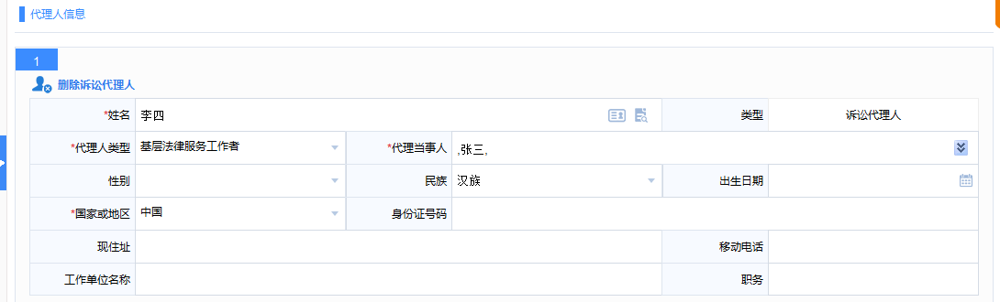 代理人信息
1
删除诉讼代理人
*姓名 李四 类型 诉讼代理人
*代理人类型 基层法律服务工作者 *代理当事人 ,张三,
性别 民族 汉族 出生日期
*国家或地区 中国 身份证号码
现住址 移动电话
工作单位名称 职务